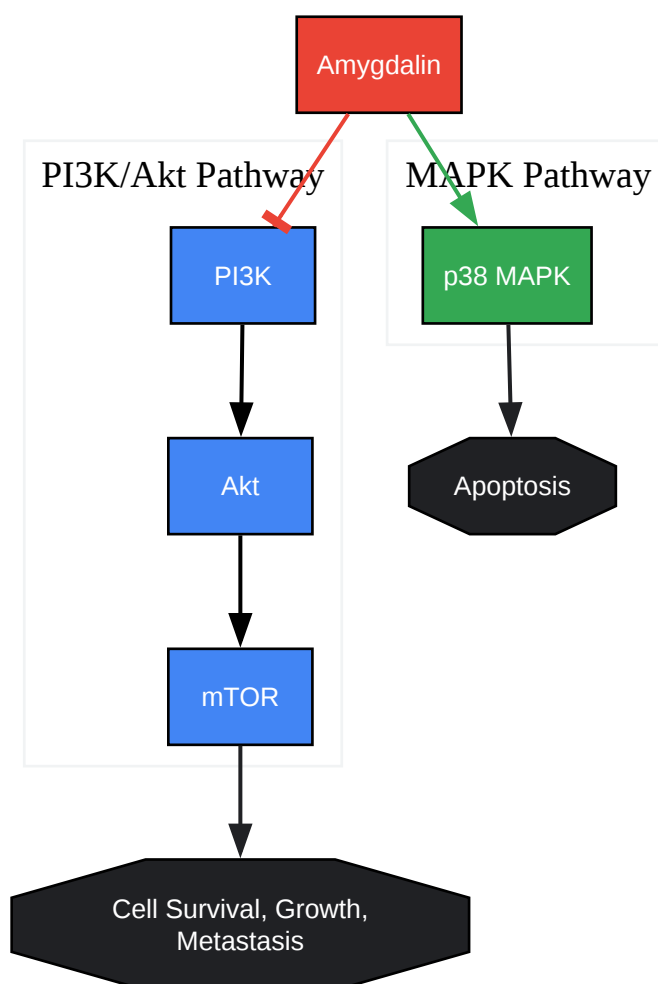 Amygdalin
PI3K/Akt Pathway
MAPK Pathway
PI3K
p38 MAPK
Akt
Apoptosis
mTOR
Cell Survival, Growth,
Metastasis